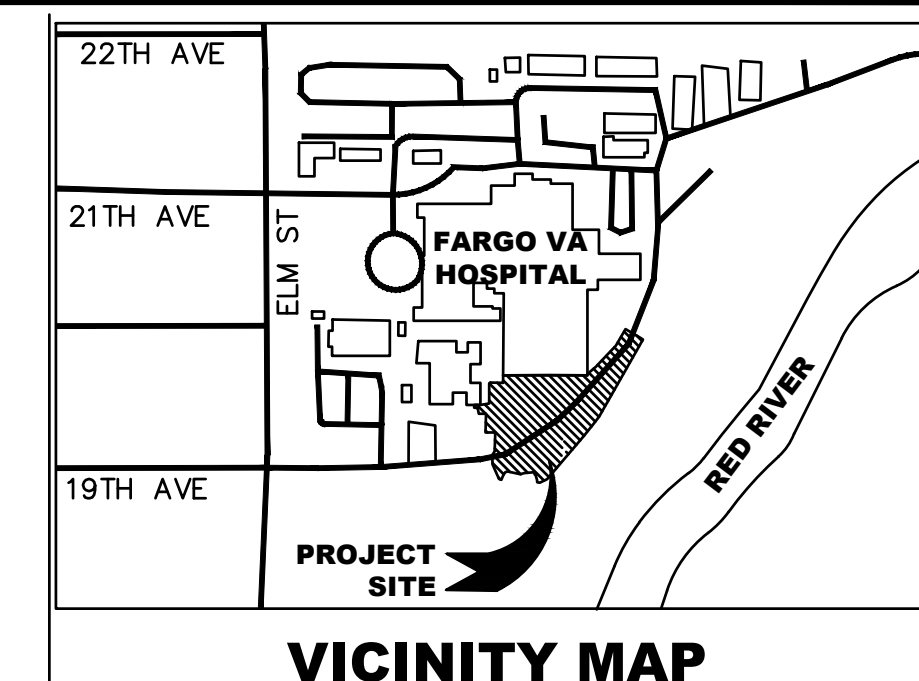 22TH AVE
21TH AVE
ELM ST
FARGO VA
HOSPITAL
RED RIVER
19TH AVE
PROJECT
SITE
VICINITY MAP